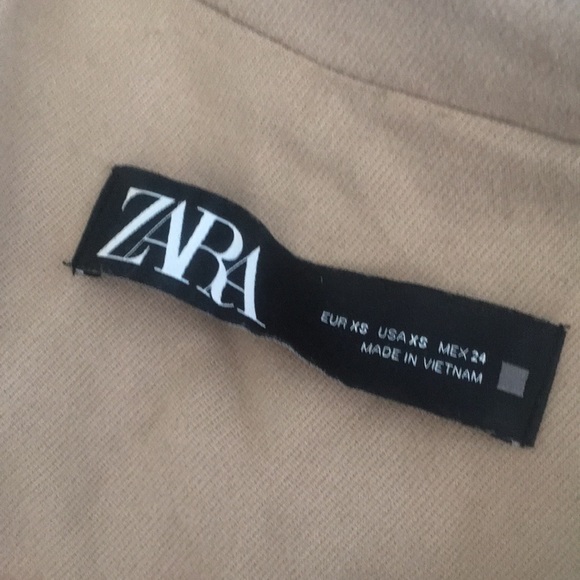 ZARA
EUR XS USA XS MEX 24
MADE IN VIETNAM